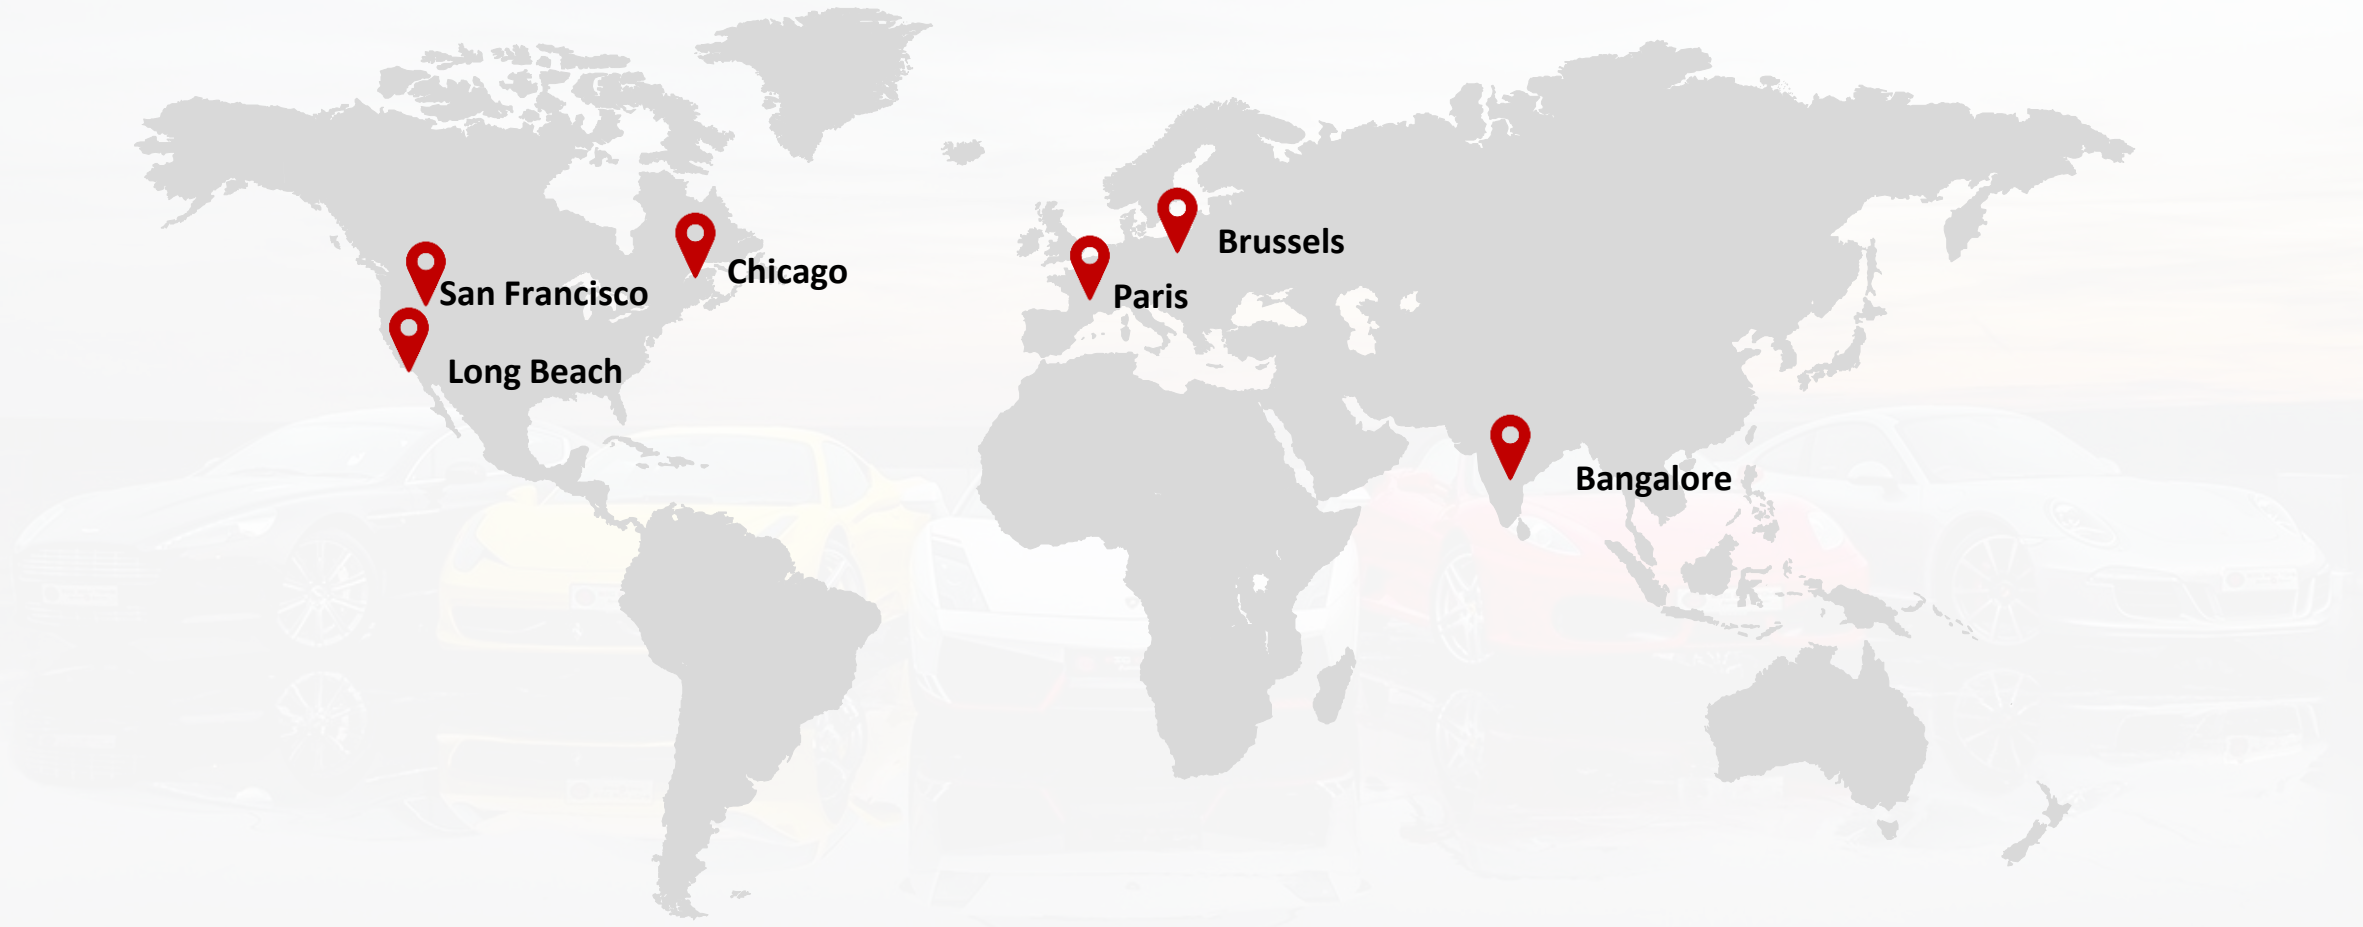 Brussels
Chicago
San Francisco
Paris
Long Beach
Bangalore